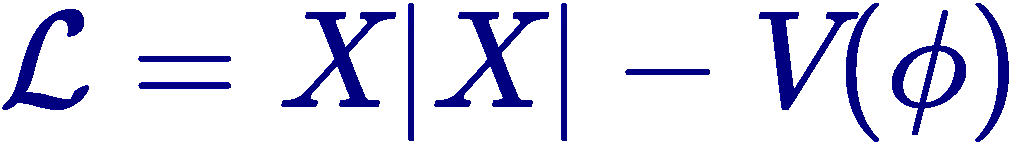 ℒ = X|X| − V(ϕ)